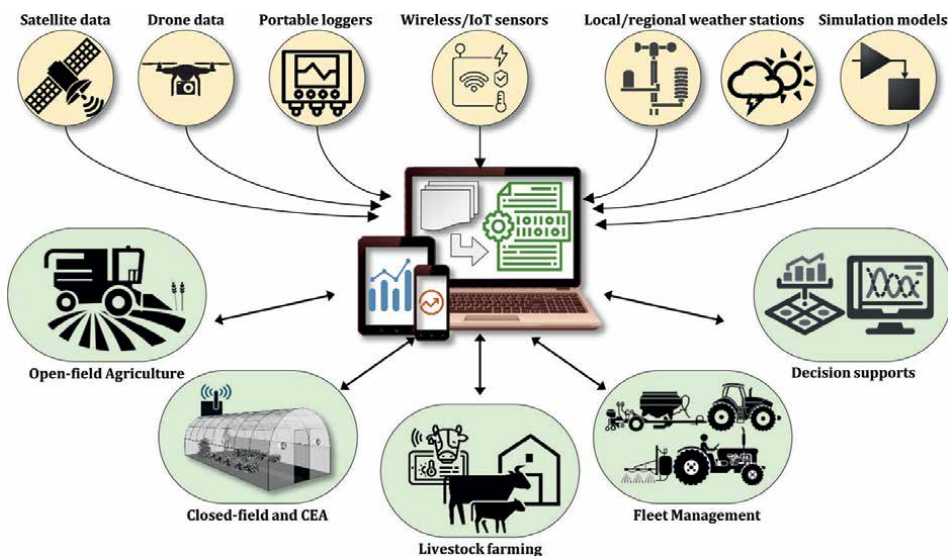 Satellite data
Drone data
Portable loggers
Wireless/IoT sensors
Local/regional weather stations
Simulation models
Open-field Agriculture
Decision supports
Closed-field and CEA
Fleet Management
Livestock farming